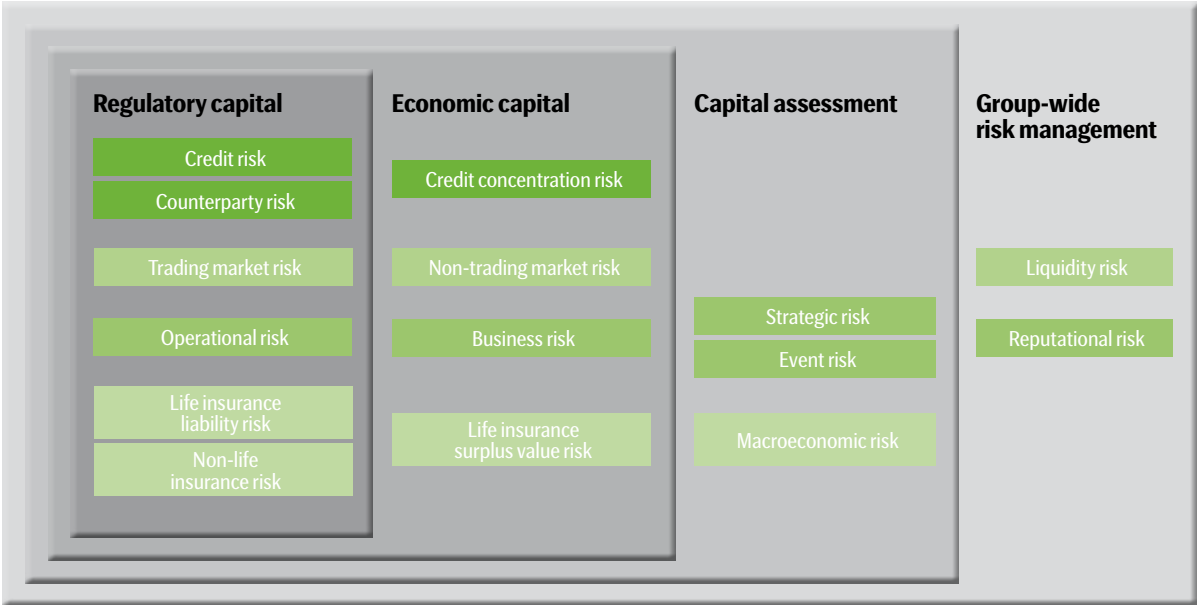 Regulatory capital
Credit risk
Counterparty risk
Trading market risk
Operational risk
Life insurance
liability risk
Non-life
insurance risk
Economic capital
Credit concentration risk
Non-trading market risk
Business risk
Life insurance
surplus value risk
Capital assessment
Strategic risk
Event risk
Macroeconomic risk
Group-wide
risk management
Liquidity risk
Reputational risk